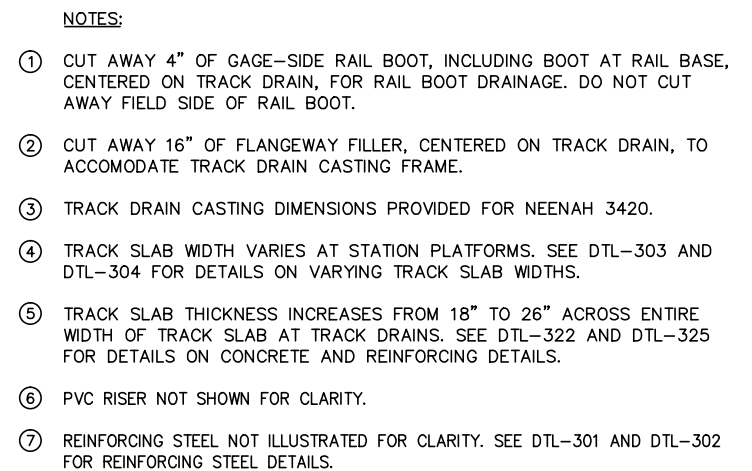 NOTES:
1 CUT AWAY 4" OF GAGE-SIDE RAIL BOOT, INCLUDING BOOT AT RAIL BASE,
CENTERED ON TRACK DRAIN, FOR RAIL BOOT DRAINAGE. DO NOT CUT
AWAY FIELD SIDE OF RAIL BOOT.
2 CUT AWAY 16" OF FLANGEWAY FILLER, CENTERED ON TRACK DRAIN, TO
ACCOMODATE TRACK DRAIN CASTING FRAME.
3 TRACK DRAIN CASTING DIMENSIONS PROVIDED FOR NEENAH 3420.
4 TRACK SLAB WIDTH VARIES AT STATION PLATFORMS. SEE DTL-303 AND
DTL-304 FOR DETAILS ON VARYING TRACK SLAB WIDTHS.
5 TRACK SLAB THICKNESS INCREASES FROM 18" TO 26" ACROSS ENTIRE
WIDTH OF TRACK SLAB AT TRACK DRAINS. SEE DTL-322 AND DTL-325
FOR DETAILS ON CONCRETE AND REINFORCING DETAILS.
6 PVC RISER NOT SHOWN FOR CLARITY.
7 REINFORCING STEEL NOT ILLUSTRATED FOR CLARITY. SEE DTL-301 AND DTL-302
FOR REINFORCING STEEL DETAILS.